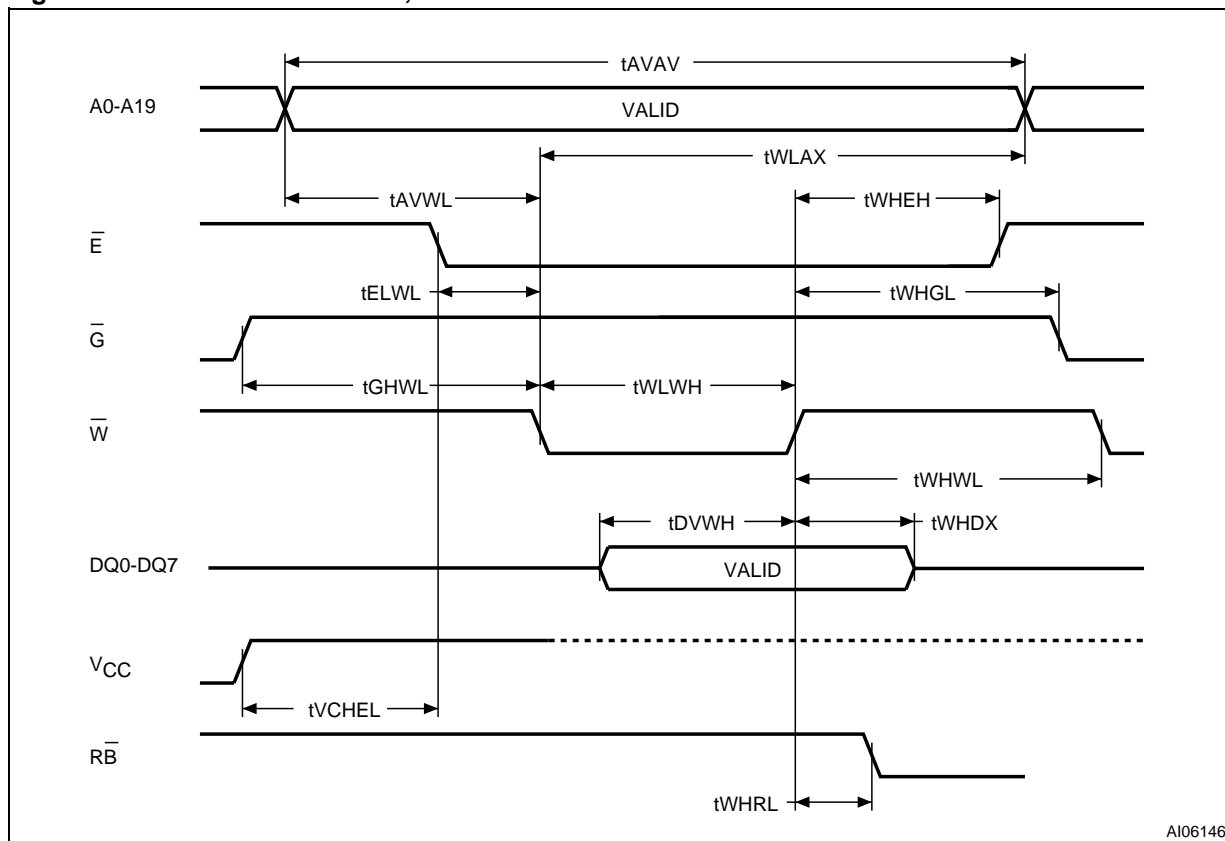 tAVAV
A0-A19
VALID
tWLAX
tAVWL
tWHEH
E
tELWL
tWHGL
G
tGHWL
tWLWH
W
tWHWL
tDVWH
tWHDX
DQ0-DQ7
VALID
VCC
tVCHEL
RB
tWHRL
AI06146